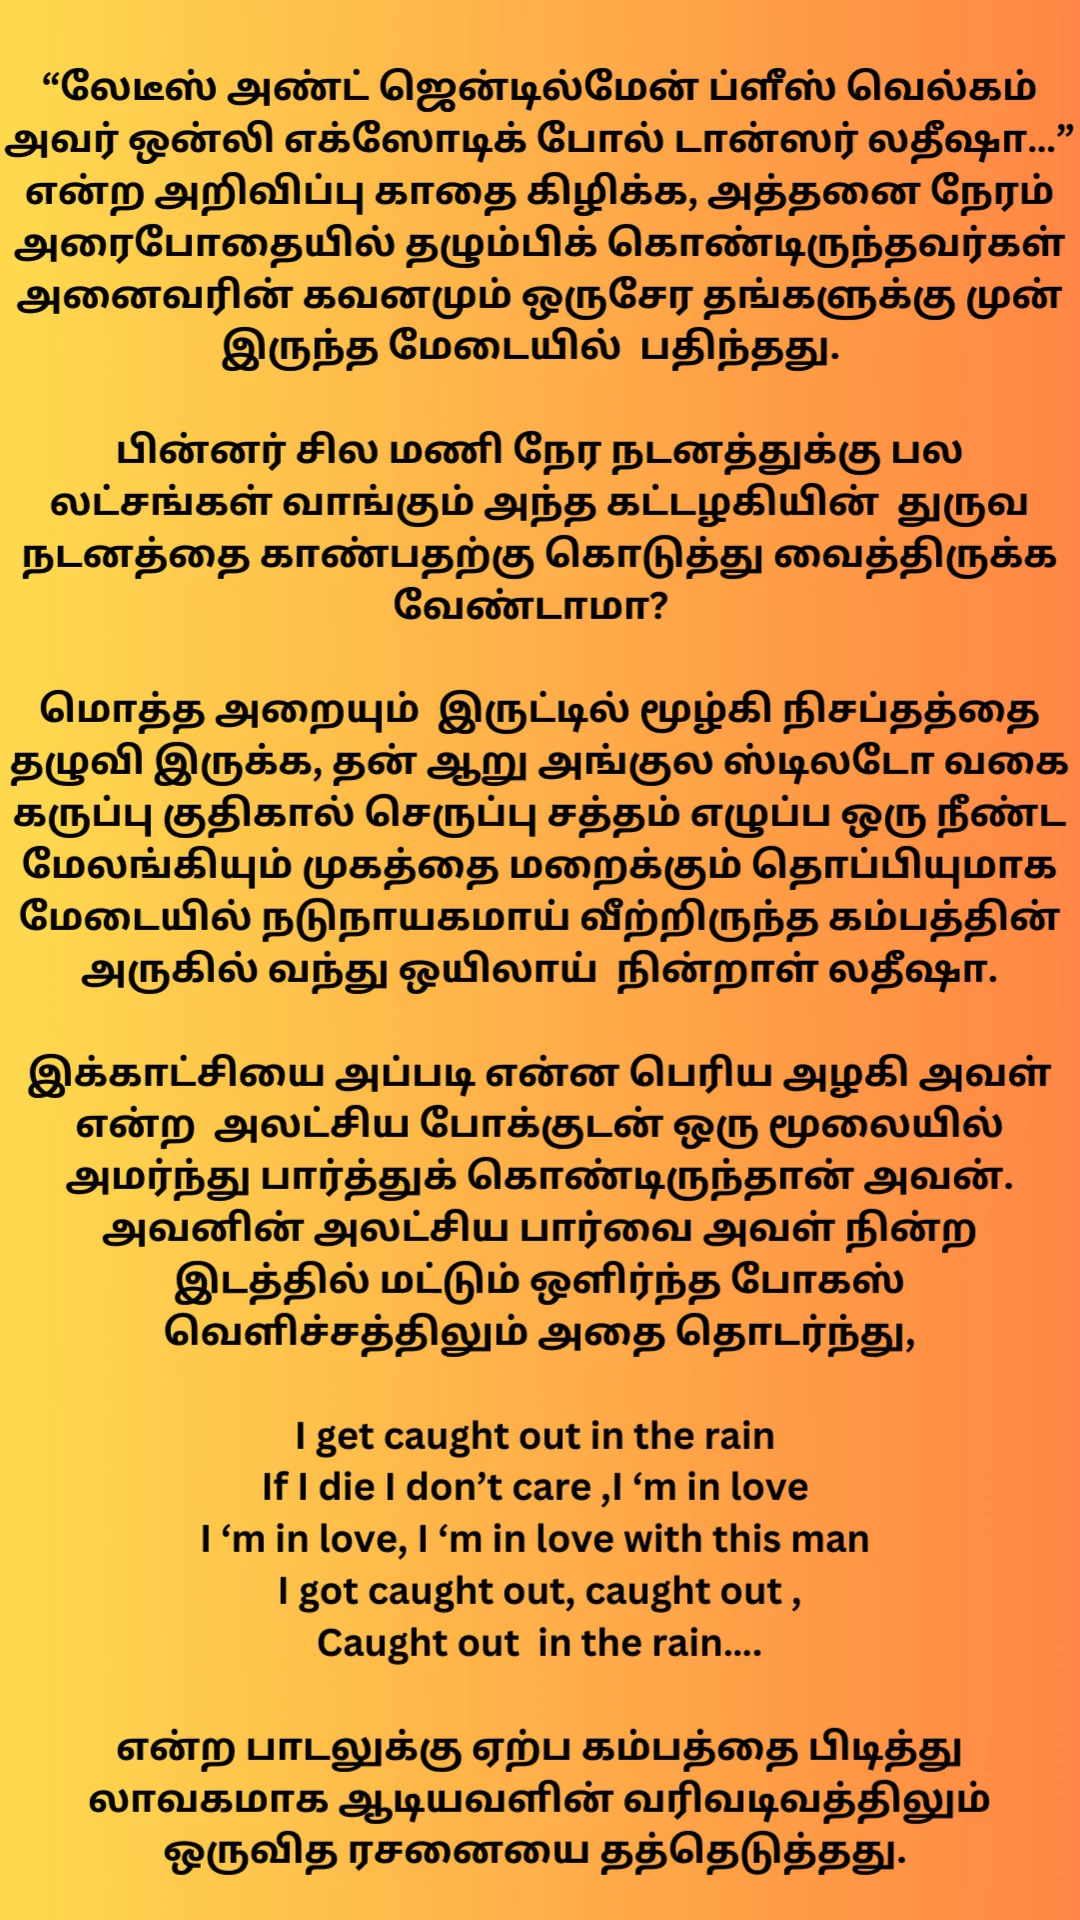 “லேடீஸ் அண்ட் ஜென்டில்மேன் ப்ளீஸ் வெல்கம்
அவர் ஒன்லி எக்ஸோடிக் போல் டான்ஸர் லதீஷா...”
என்ற அறிவிப்பு காதை கிழிக்க, அத்தனை நேரம்
அரைபோதையில் தழும்பிக் கொண்டிருந்தவர்கள்
அனைவரின் கவனமும் ஒருசேர தங்களுக்கு முன்
இருந்த மேடையில் பதிந்தது.
பின்னர் சில மணி நேர நடனத்துக்கு பல
லட்சங்கள் வாங்கும் அந்த கட்டழகியின் துருவ
நடனத்தை காண்பதற்கு கொடுத்து வைத்திருக்க
வேண்டாமா?
மொத்த அறையும் இருட்டில் மூழ்கி நிசப்தத்தை
தழுவி இருக்க, தன் ஆறு அங்குல ஸ்டிலடோ வகை
கருப்பு குதிகால் செருப்பு சத்தம் எழுப்ப ஒரு நீண்ட
மேலங்கியும் முகத்தை மறைக்கும் தொப்பியுமாக
மேடையில் நடுநாயகமாய் வீற்றிருந்த கம்பத்தின்
அருகில் வந்து ஒயிலாய் நின்றாள் லதீஷா.
இக்காட்சியை அப்படி என்ன பெரிய அழகி அவள்
என்ற அலட்சிய போக்குடன் ஒரு மூலையில்
அமர்ந்து பார்த்துக் கொண்டிருந்தான் அவன்.
அவனின் அலட்சிய பார்வை அவள் நின்ற
இடத்தில் மட்டும் ஒளிர்ந்த போகஸ்
வெளிச்சத்திலும் அதை தொடர்ந்து,
I get caught out in the rain
If I die I don’t care ,I ‘m in love
I ‘m in love, I ‘m in love with this man
I got caught out, caught out ,
Caught out in the rain....
என்ற பாடலுக்கு ஏற்ப கம்பத்தை பிடித்து
லாவகமாக ஆடியவளின் வரிவடிவத்திலும்
ஒருவித ரசனையை தத்தெடுத்தது.